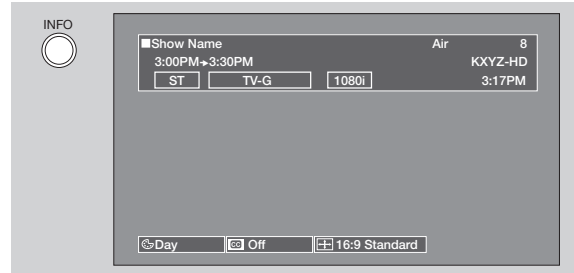 INFO
■Show Name Air 8
3:00PM→3:30PM KXYZ-HD
ST TV-G 1080i 3:17PM
Day CC Off 16:9 Standard